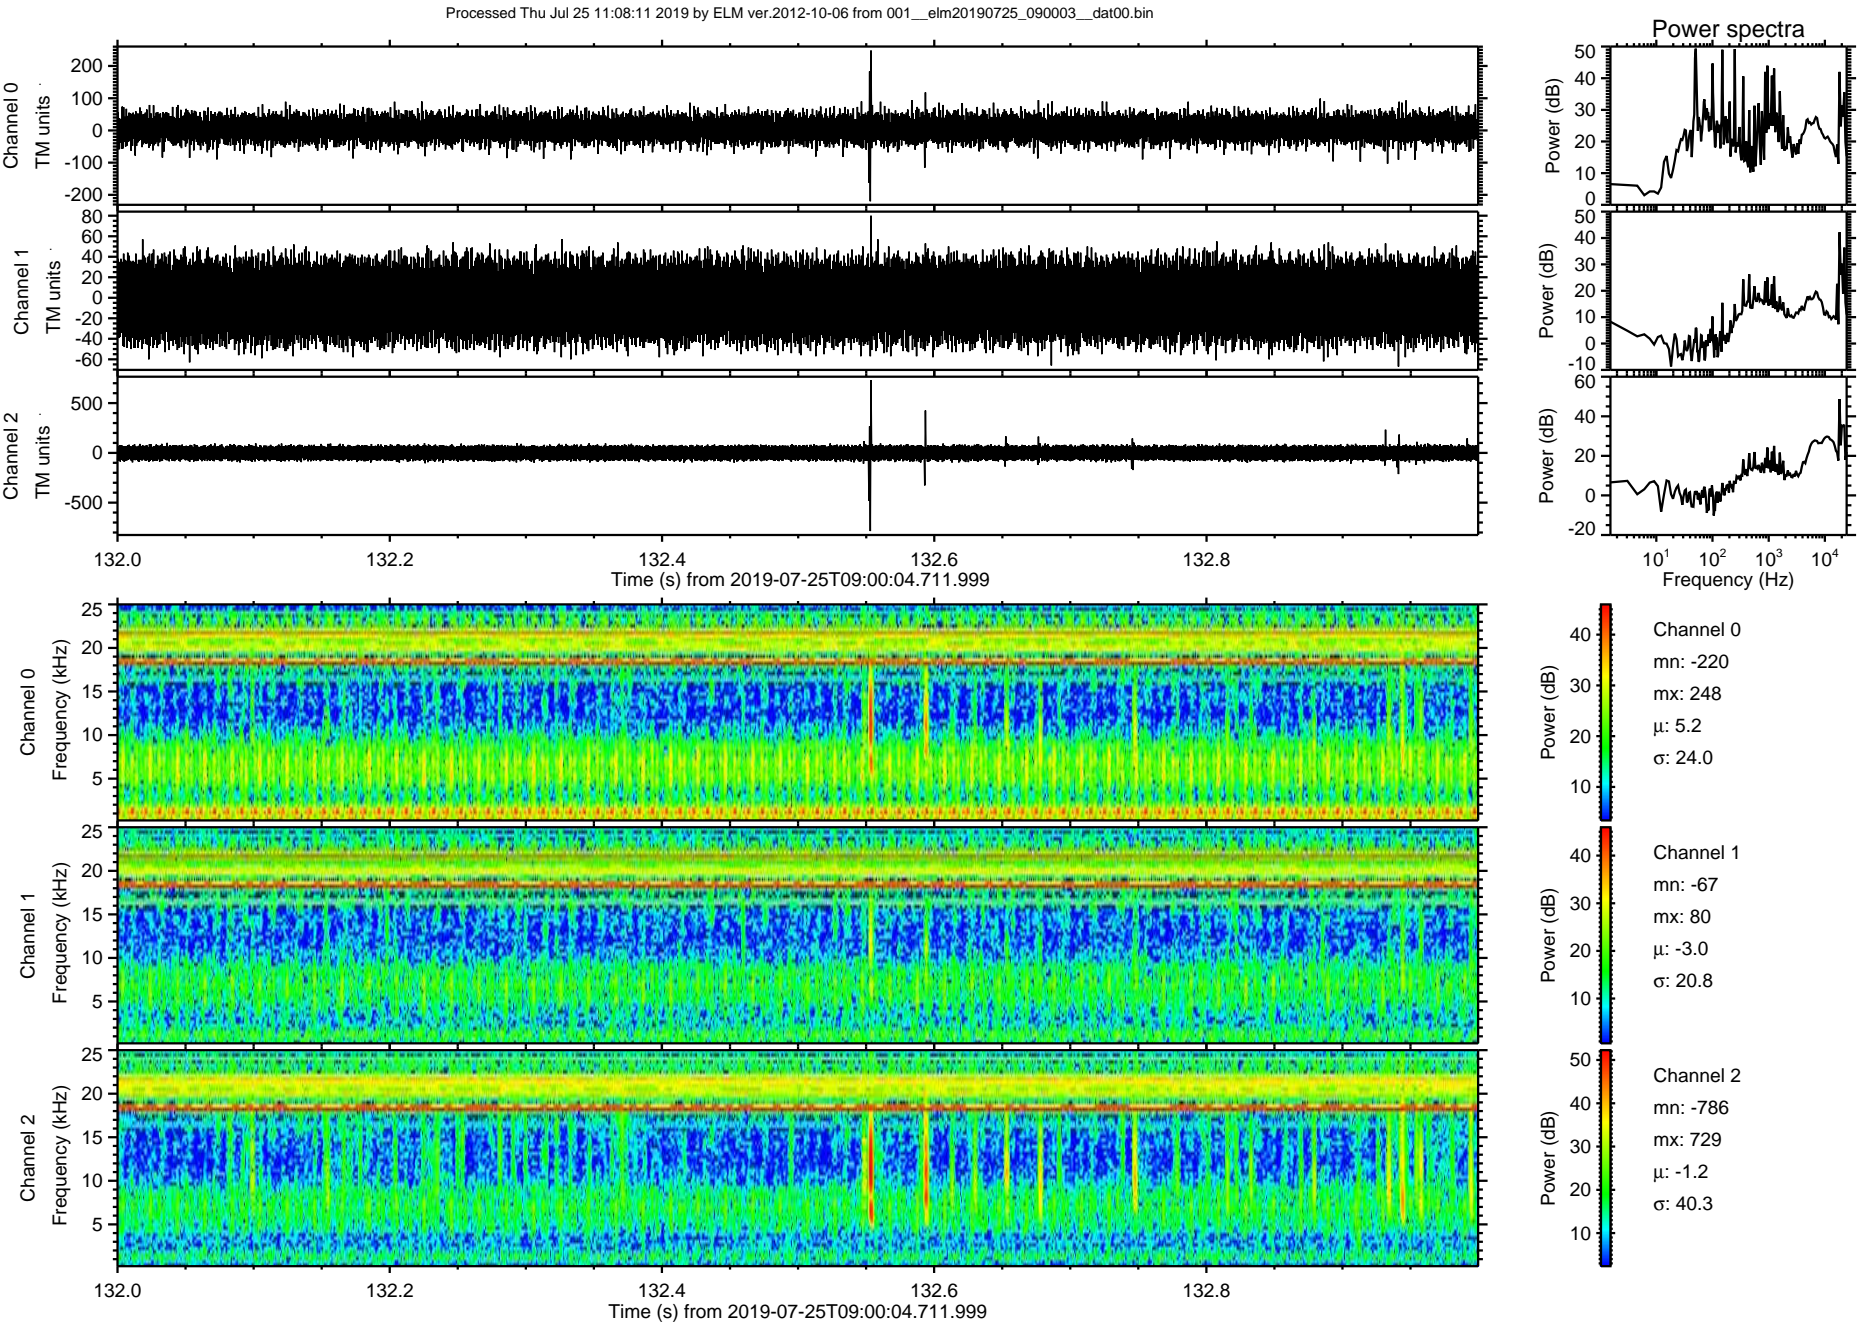 Processed Thu Jul 25 11:08:11 2019 by ELM ver.2012-10-06 from 001__elm20190725_090003__dat00.bin
Power spectra
Channel 0
TM units
200
100
0
-100
-200
Power (dB)
50
40
30
20
10
0
Channel 1
TM units
80
60
40
20
0
-20
-40
-60
Power (dB)
50
40
30
20
10
0
-10
Channel 2
TM units
500
0
-500
Power (dB)
60
40
20
0
-20
132.0 132.2 132.4 132.6 132.8
Time (s) from 2019-07-25T09:00:04.711.999
10^1 10^2 10^3 10^4
Frequency (Hz)
Channel 0
Frequency (kHz)
25
20
15
10
5
Power (dB)
40
30
20
10
Channel 0
mn: -220
mx: 248
μ: 5.2
σ: 24.0
Channel 1
Frequency (kHz)
25
20
15
10
5
Power (dB)
40
30
20
10
Channel 1
mn: -67
mx: 80
μ: -3.0
σ: 20.8
Channel 2
Frequency (kHz)
25
20
15
10
5
Power (dB)
50
40
30
20
10
Channel 2
mn: -786
mx: 729
μ: -1.2
σ: 40.3
132.0 132.2 132.4 132.6 132.8
Time (s) from 2019-07-25T09:00:04.711.999